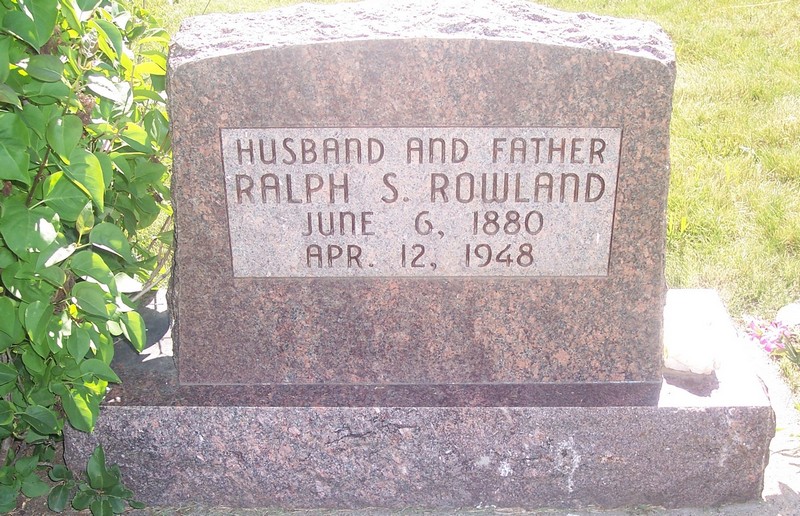 HUSBAND AND FATHER
RALPH S. ROWLAND
JUNE 6, 1880
APR. 12, 1948